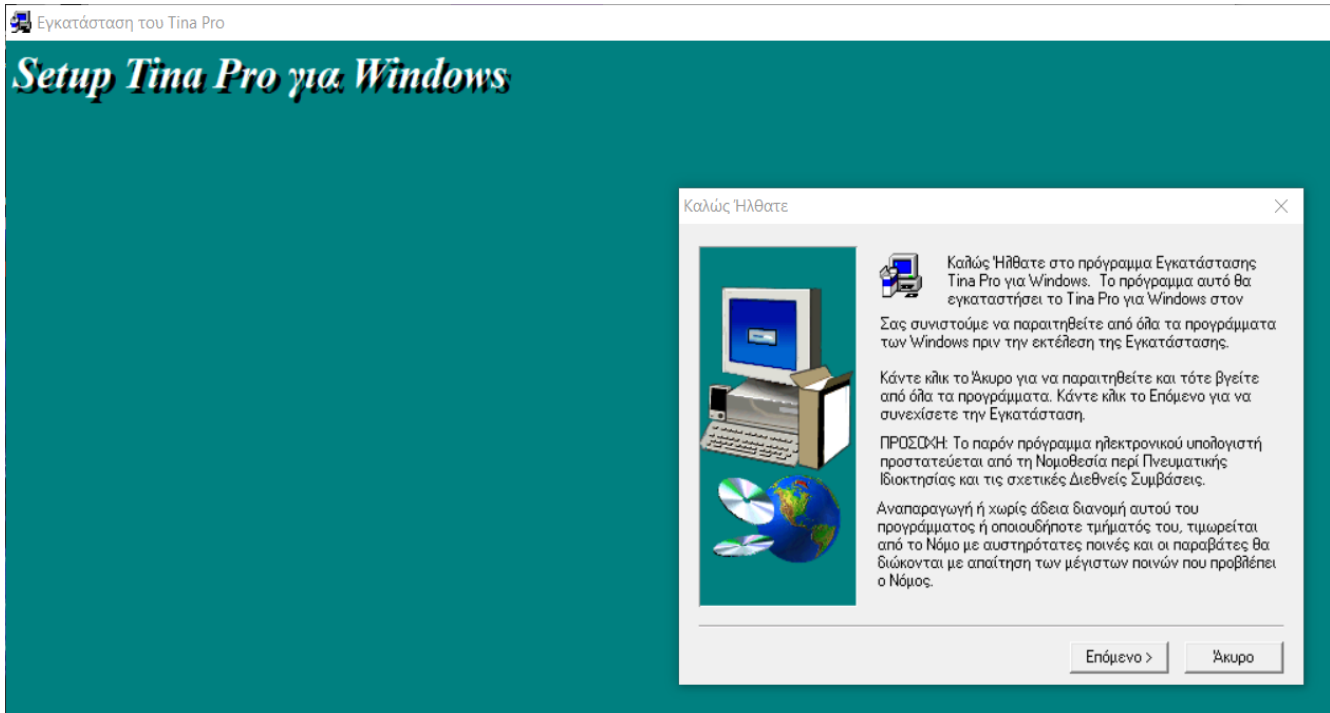 Εγκατάσταση του Tina Pro
Setup Tina Pro για Windows
Καλώς Ήλθατε
Καλώς Ήλθατε στο πρόγραμμα Εγκατάστασης
Tina Pro για Windows. Το πρόγραμμα αυτό θα
εγκαταστήσει το Tina Pro για Windows στον
Σας συνιστούμε να παραιτηθείτε από όλα τα προγράμματα
των Windows πριν την εκτέλεση της Εγκατάστασης.
Κάντε κλικ το Άκυρο για να παραιτηθείτε και τότε βγείτε
από όλα τα προγράμματα. Κάντε κλικ το Επόμενο για να
συνεχίσετε την Εγκατάσταση.
ΠΡΟΣΟΧΗ: Το παρόν πρόγραμμα ηλεκτρονικού υπολογιστή
προστατεύεται από τη Νομοθεσία περί Πνευματικής
Ιδιοκτησίας και τις σχετικές Διεθνείς Συμβάσεις.
Αναπαραγωγή ή χωρίς άδεια διανομή αυτού του
προγράμματος ή οποιουδήποτε τμήματός του, τιμωρείται
από το Νόμο με αυστηρότατες ποινές και οι παραβάτες θα
διώκονται με απαίτηση των μέγιστων ποινών που προβλέπει
ο Νόμος.
Επόμενο >
Άκυρο